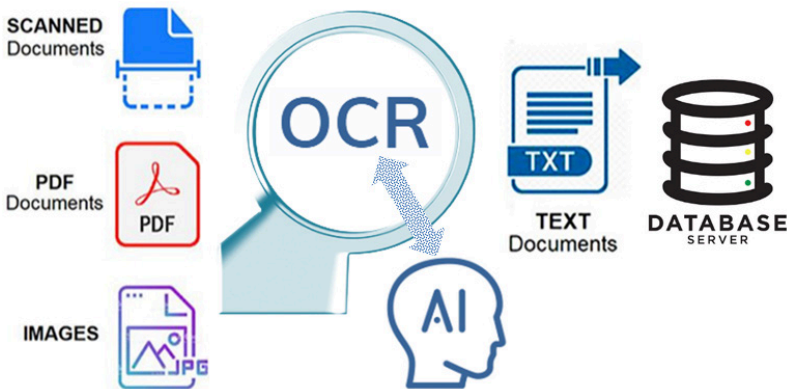 SCANNED
Documents
PDF
Documents
PDF
IMAGES
JPG
OCR
AI
TXT
TEXT
Documents
DATABASE
SERVER